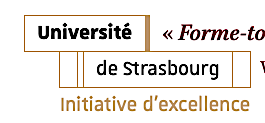 Université « Forme-to
de Strasbourg
Initiative d'excellence